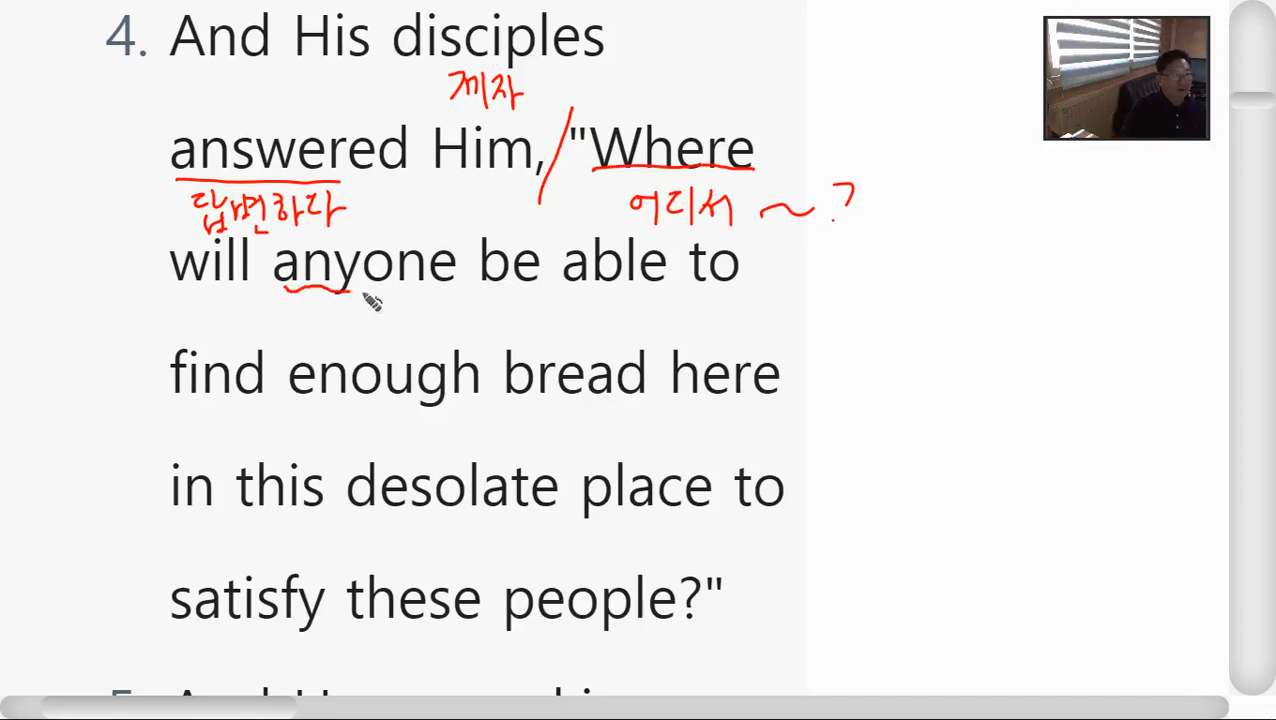 4. And His disciples
제자
answered Him, / "Where
답변하다 어디서 ~?
will anyone be able to
find enough bread here
in this desolate place to
satisfy these people?"